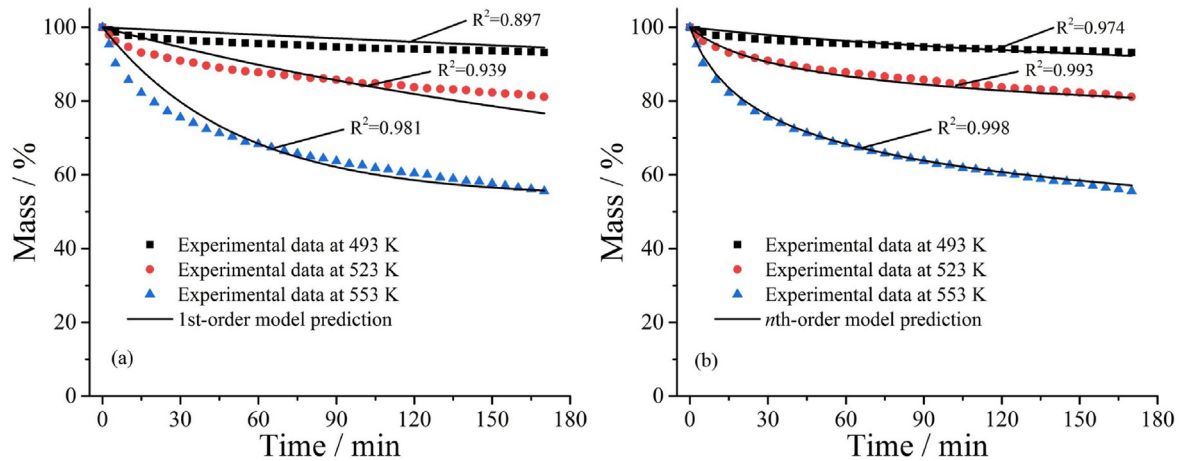 100
80
60
40
20
0
Mass / %
R²=0.897
R²=0.939
R²=0.981
Experimental data at 493 K
Experimental data at 523 K
Experimental data at 553 K
1st-order model prediction
(a)
0 30 60 90 120 150 180
Time / min
100
80
60
40
20
0
Mass / %
R²=0.974
R²=0.993
R²=0.998
Experimental data at 493 K
Experimental data at 523 K
Experimental data at 553 K
nth-order model prediction
(b)
0 30 60 90 120 150 180
Time / min